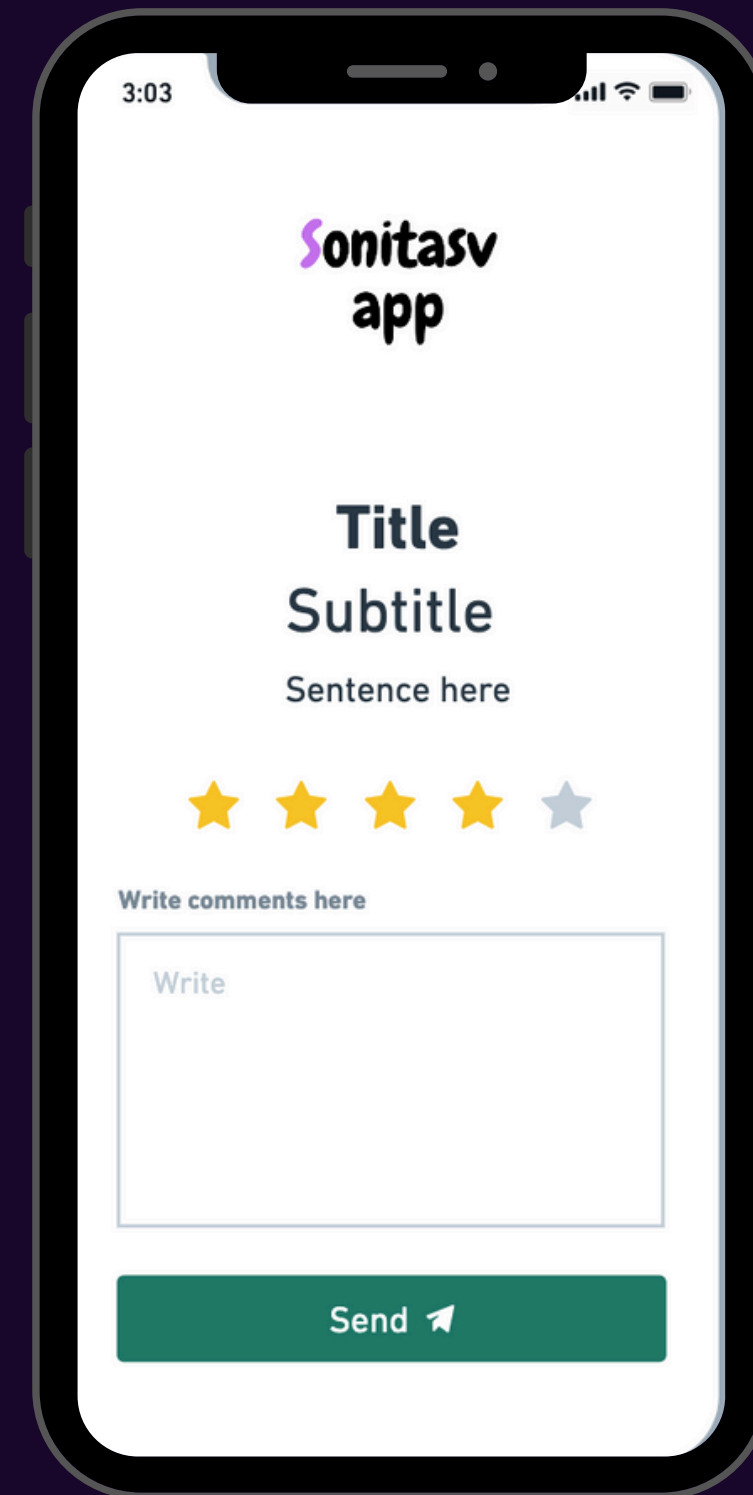 3:03
Sonitasv
app
Title
Subtitle
Sentence here
Write comments here
Write
Send